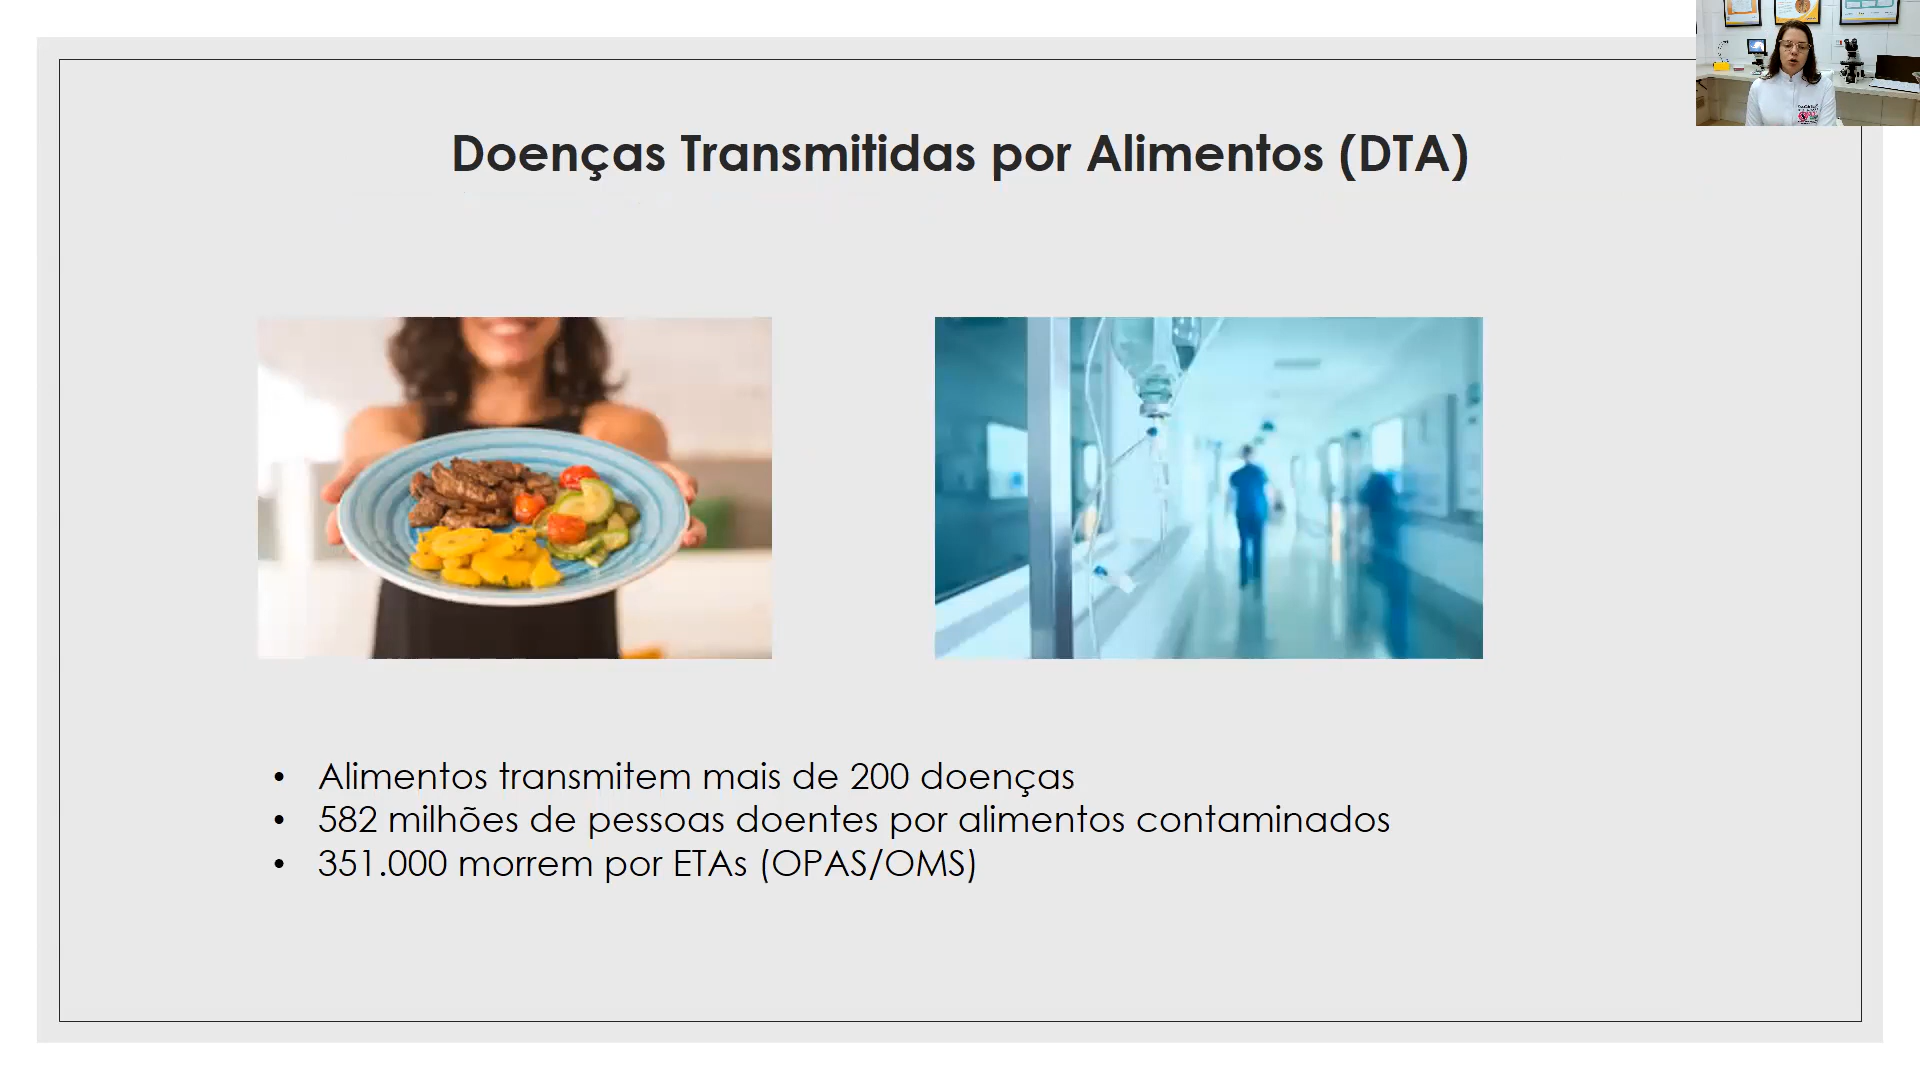 Doenças Transmitidas por Alimentos (DTA)
• Alimentos transmitem mais de 200 doenças
• 582 milhões de pessoas doentes por alimentos contaminados
• 351.000 morrem por ETAs (OPAS/OMS)